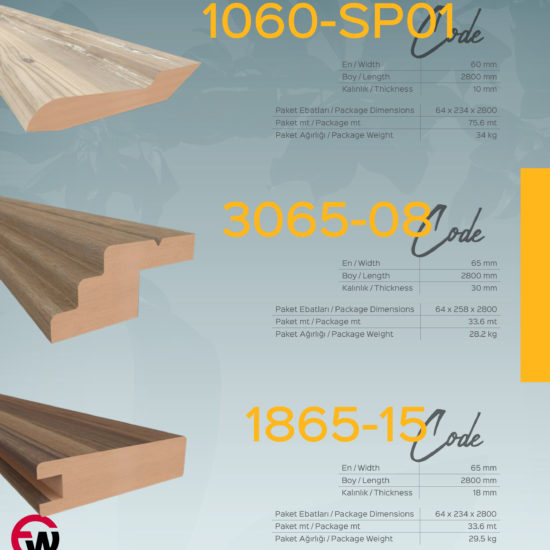 1060-SP01 Code
En / Width 60 mm
Boy / Length 2800 mm
Kalınlık / Thickness 10 mm
Paket Ebatları / Package Dimensions 64 x 234 x 2800
Paket mt / Package mt 75.6 mt
Paket Ağırlığı / Package Weight 34 kg
3065-08 Code
En / Width 65 mm
Boy / Length 2800 mm
Kalınlık / Thickness 30 mm
Paket Ebatları / Package Dimensions 64 x 258 x 2800
Paket mt / Package mt 33.6 mt
Paket Ağırlığı / Package Weight 28.2 kg
1865-15 Code
En / Width 65 mm
Boy / Length 2800 mm
Kalınlık / Thickness 18 mm
Paket Ebatları / Package Dimensions 64 x 234 x 2800
Paket mt / Package mt 33.6 mt
Paket Ağırlığı / Package Weight 29.5 kg